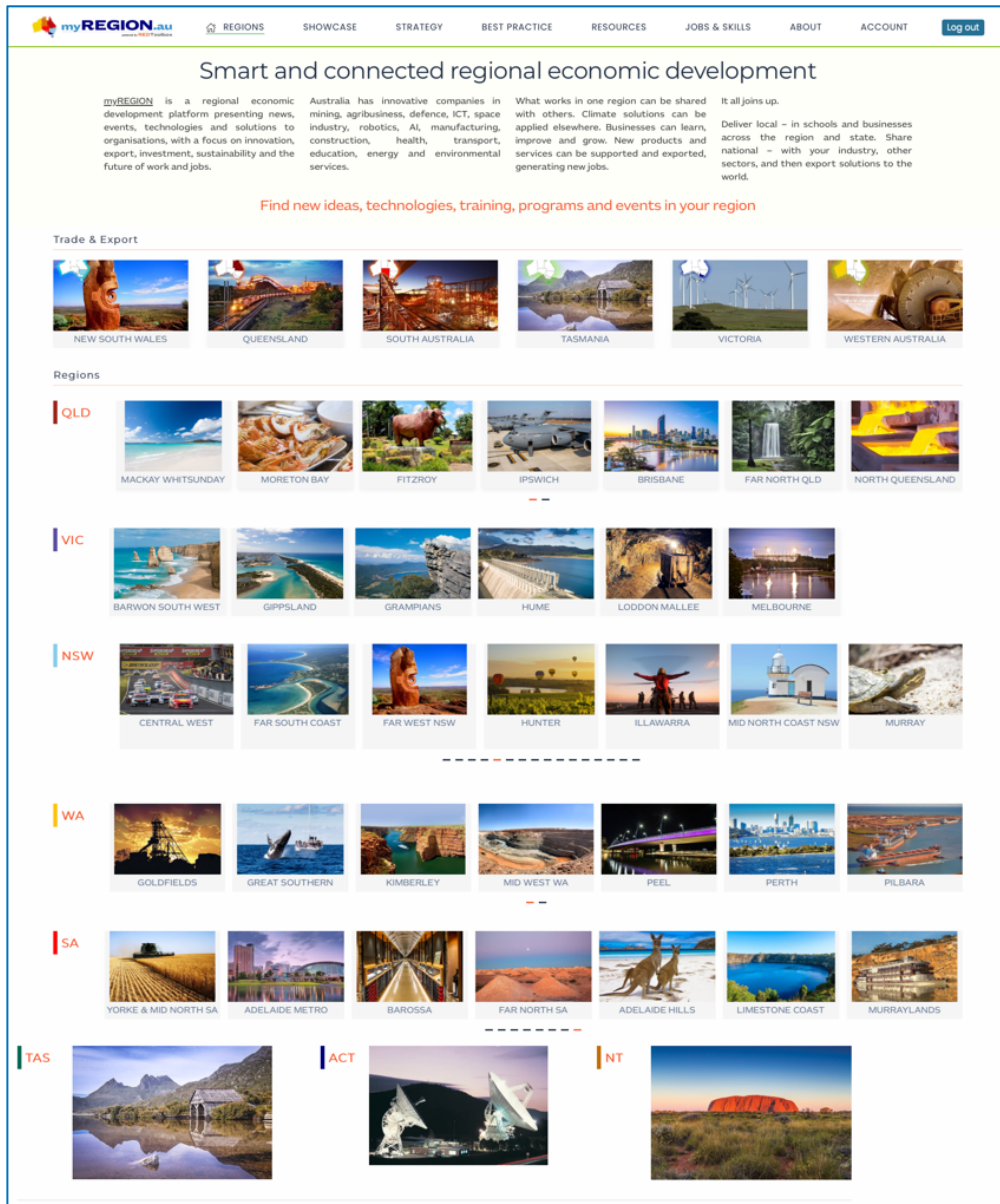 myREGION.au
powered by REDToolbox
REGIONS
SHOWCASE
STRATEGY
BEST PRACTICE
RESOURCES
JOBS & SKILLS
ABOUT
ACCOUNT
Log out
Smart and connected regional economic development
myREGION is a regional economic
development platform presenting news,
events, technologies and solutions to
organisations, with a focus on innovation,
export, investment, sustainability and the
future of work and jobs.
Australia has innovative companies in
mining, agribusiness, defence, ICT, space
industry, robotics, AI, manufacturing,
construction, health, transport,
education, energy and environmental
services.
What works in one region can be shared
with others. Climate solutions can be
applied elsewhere. Businesses can learn,
improve and grow. New products and
services can be supported and exported,
generating new jobs.
It all joins up.
Deliver local – in schools and businesses
across the region and state. Share
national – with your industry, other
sectors, and then export solutions to the
world.
Find new ideas, technologies, training, programs and events in your region
Trade & Export
NEW SOUTH WALES
QUEENSLAND
SOUTH AUSTRALIA
TASMANIA
VICTORIA
WESTERN AUSTRALIA
Regions
QLD
MACKAY WHITSUNDAY
MORETON BAY
FITZROY
IPSWICH
BRISBANE
FAR NORTH QLD
NORTH QUEENSLAND
VIC
BARWON SOUTH WEST
GIPPSLAND
GRAMPIANS
HUME
LODDON MALLEE
MELBOURNE
NSW
CENTRAL WEST
FAR SOUTH COAST
FAR WEST NSW
HUNTER
ILLAWARRA
MID NORTH COAST NSW
MURRAY
WA
GOLDFIELDS
GREAT SOUTHERN
KIMBERLEY
MID WEST WA
PEEL
PERTH
PILBARA
SA
YORKE & MID NORTH SA
ADELAIDE METRO
BAROSSA
FAR NORTH SA
ADELAIDE HILLS
LIMESTONE COAST
MURRAYLANDS
TAS
ACT
NT